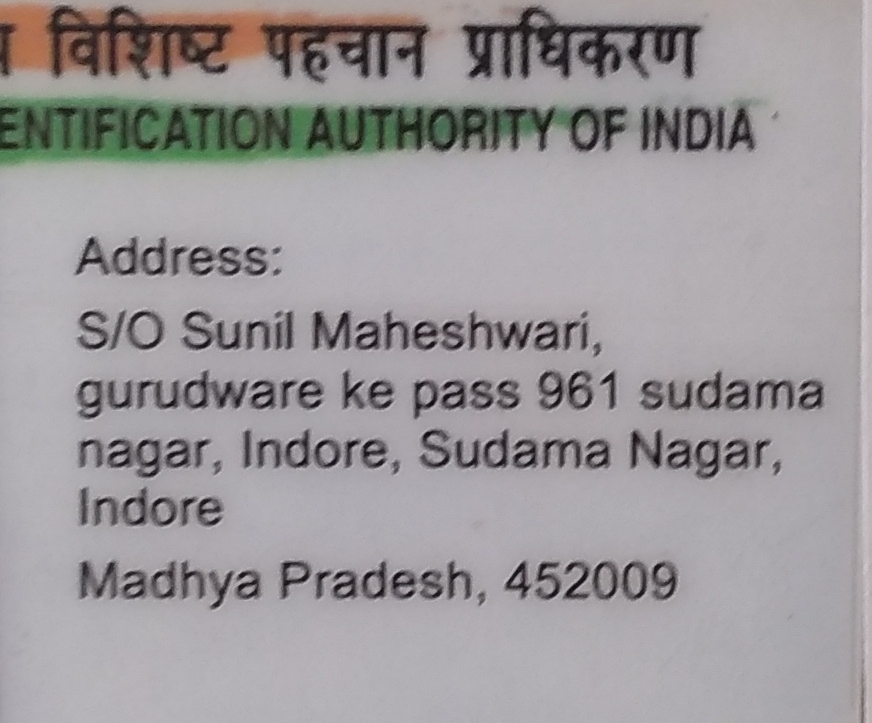 विशिष्ट पहचान प्राधिकरण
ENTIFICATION AUTHORITY OF INDIA
Address:
S/O Sunil Maheshwari,
gurudware ke pass 961 sudama
nagar, Indore, Sudama Nagar,
Indore
Madhya Pradesh, 452009